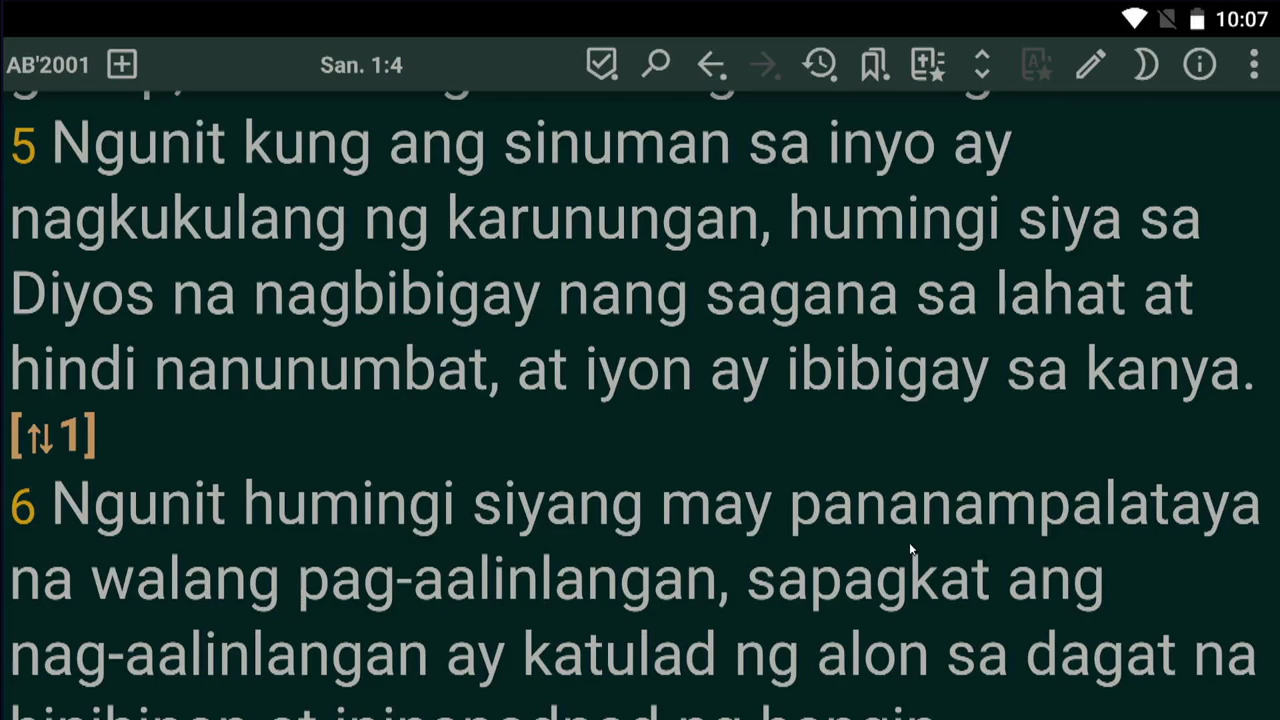 10:07
AB'2001 San. 1:4
5 Ngunit kung ang sinuman sa inyo ay
nagkukulang ng karunungan, humingi siya sa
Diyos na nagbibigay nang sagana sa lahat at
hindi nanunumbat, at iyon ay ibibigay sa kanya.
[⇅1]
6 Ngunit humingi siyang may pananampalataya
na walang pag-aalinlangan, sapagkat ang
nag-aalinlangan ay katulad ng alon sa dagat na